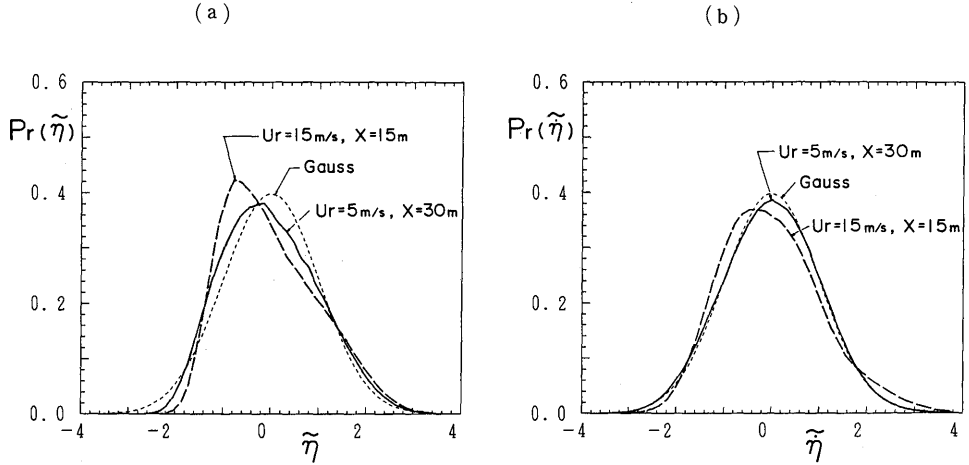 (a)
0.6
Pr(η̃)
Ur=15m/s, X=15m
Gauss
0.4
Ur=5m/s, X=30m
0.2
0.0
-4 -2 0 2 4
η̃
(b)
0.6
Pr(η̃̇)
Ur=5m/s, X=30m
Gauss
0.4
Ur=15m/s, X=15m
0.2
0.0
-4 -2 0 2 4
η̃̇